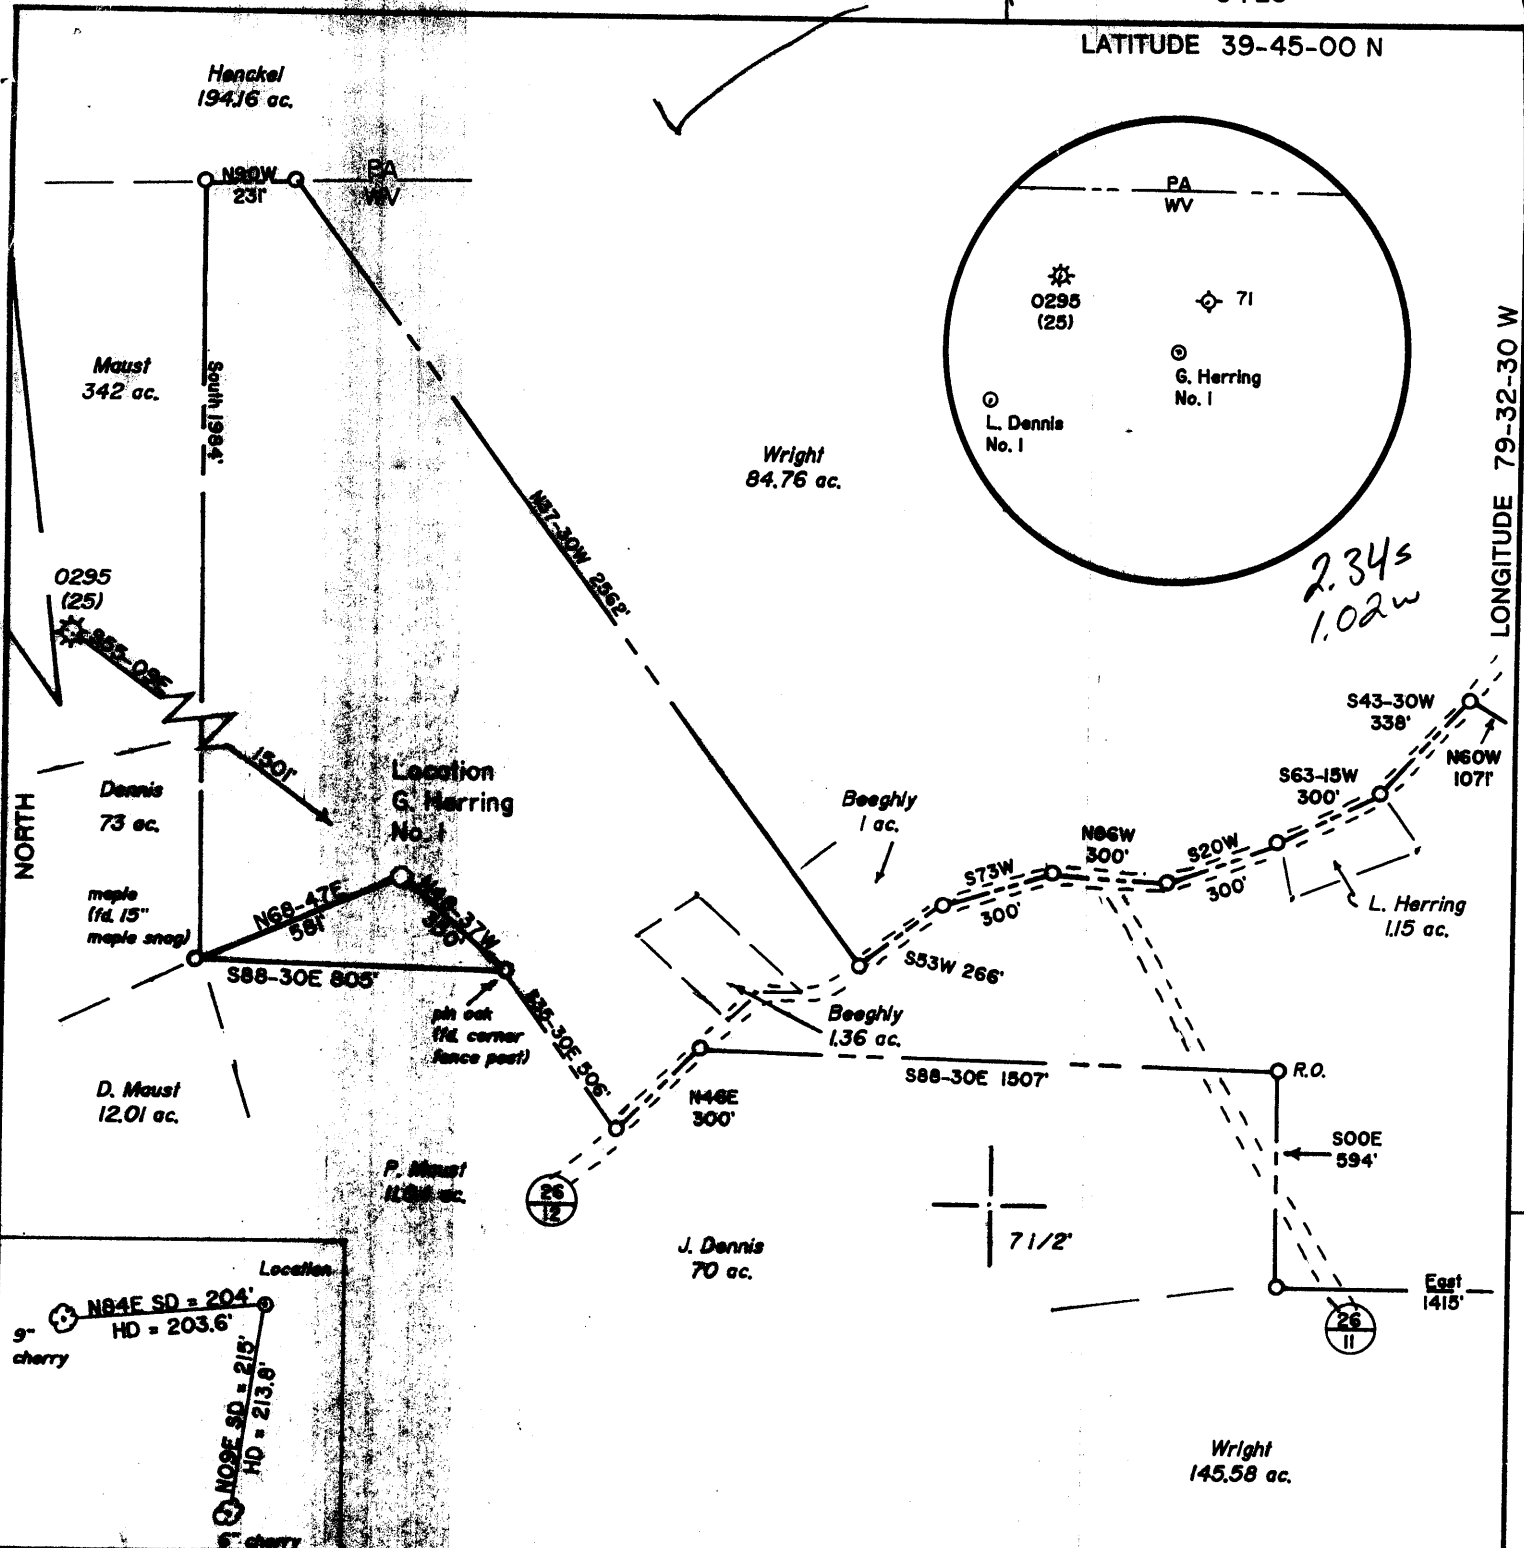 LATITUDE 39-45-00 N
Henckel
194.16 ac.
N90W
231'
PA
WV
PA
WV
0295
(25)
71
G. Herring
No. 1
L. Dennis
No. 1
LONGITUDE 79-32-30 W
Maust
342 ac.
South 1984'
Wright
84.76 ac.
N37-30W 2562'
2.34s
1.02w
0295
(25)
S55-09E
1501'
S43-30W
338'
N60W
1071'
S63-15W
300'
Location
G. Herring
No. 1
Dennis
73 ac.
NORTH
Beeghly
1 ac.
N86W
300'
S20W
300'
S73W
300'
L. Herring
1.15 ac.
maple
(fd. 15"
maple snag)
N68-47E
581'
S88-30E 805'
S53W 266'
pin oak
(fd. corner
fence post)
S35-30E 506'
Beeghly
1.36 ac.
N46E
300'
S88-30E 1507'
R.O.
D. Maust
12.01 ac.
S00E
594'
P. Maust
26
12
J. Dennis
70 ac.
7 1/2'
East
1415'
26
11
Location
N84E SD = 204'
HD = 203.6'
9"
cherry
N09E SD = 215'
HD = 213.8'
cherry
Wright
145.58 ac.